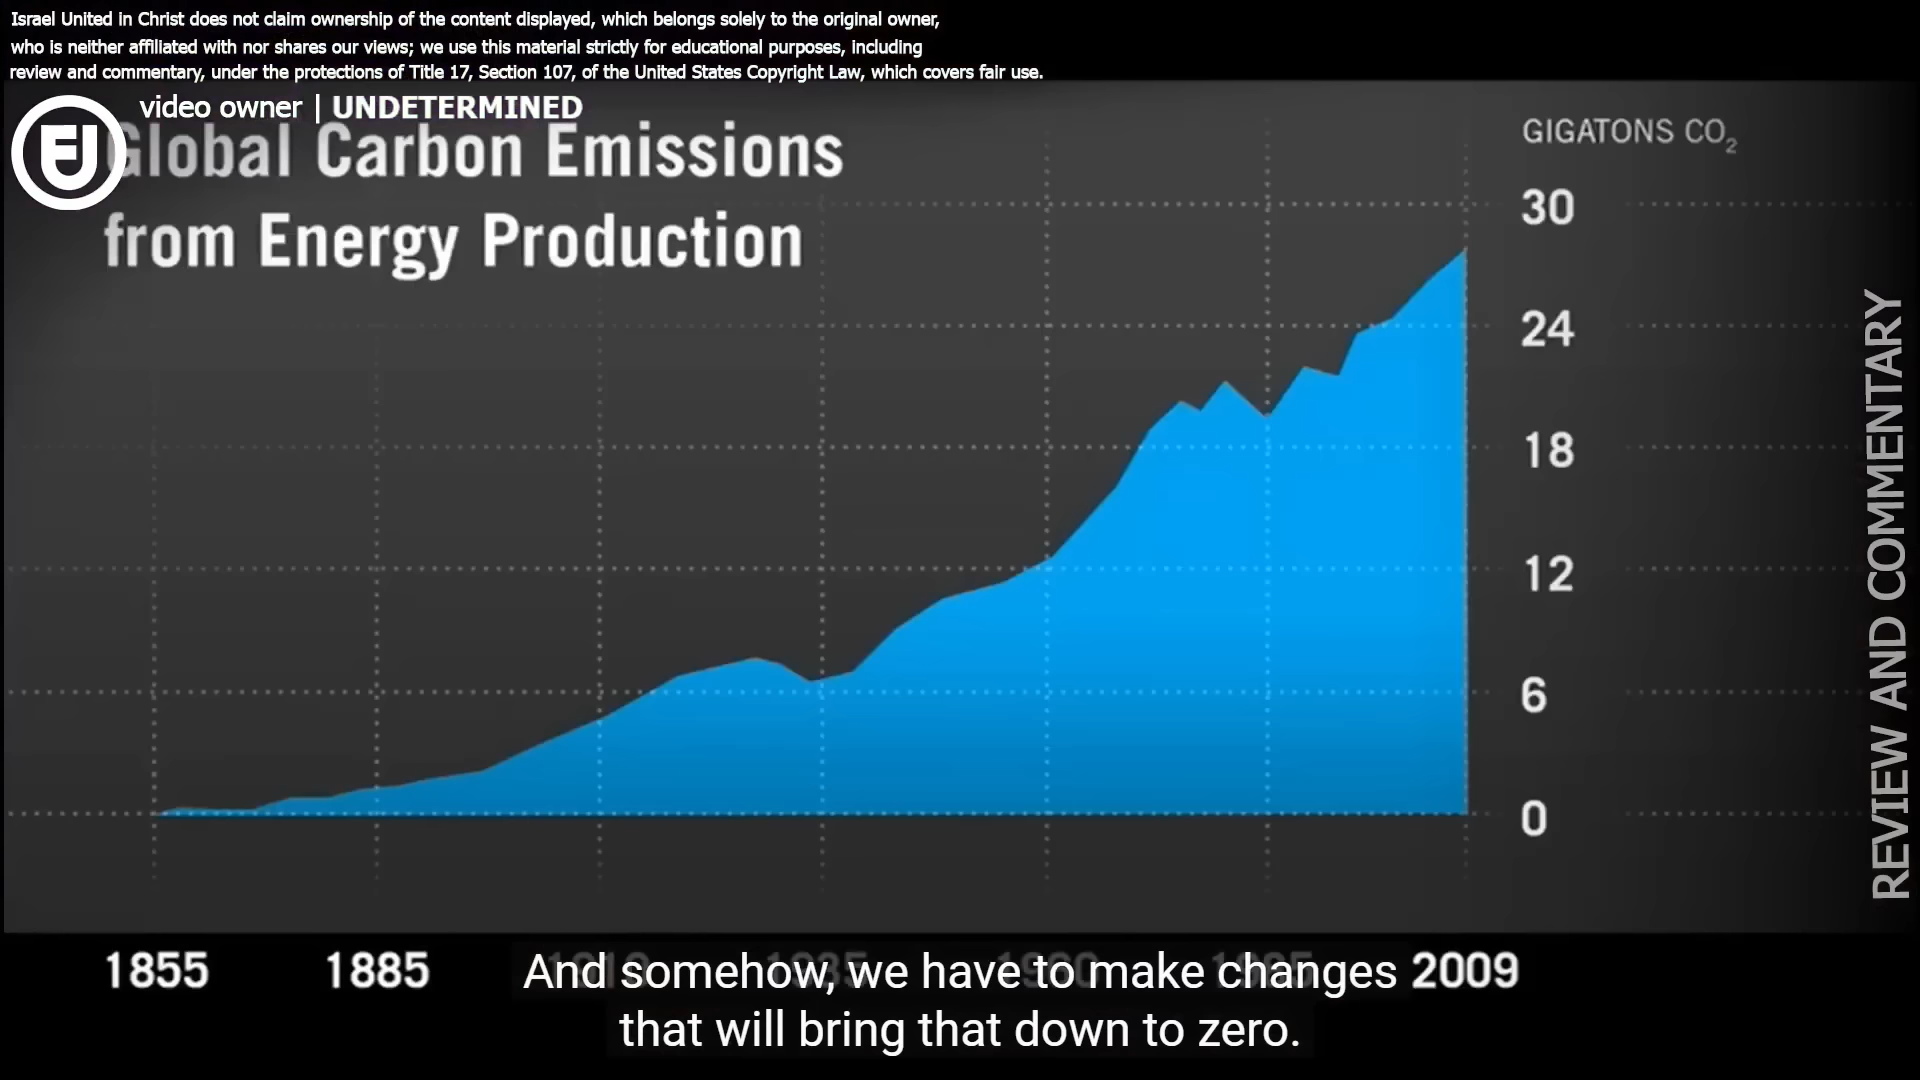 Israel United in Christ does not claim ownership of the content displayed, which belongs solely to the original owner,
who is neither affiliated with nor shares our views; we use this material strictly for educational purposes, including
review and commentary, under the protections of Title 17, Section 107, of the United States Copyright Law, which covers fair use.
video owner | UNDETERMINED
Global Carbon Emissions
from Energy Production
GIGATONS CO₂
30
24
18
12
6
0
REVIEW AND COMMENTARY
1855 1885 2009
And somehow, we have to make changes
that will bring that down to zero.